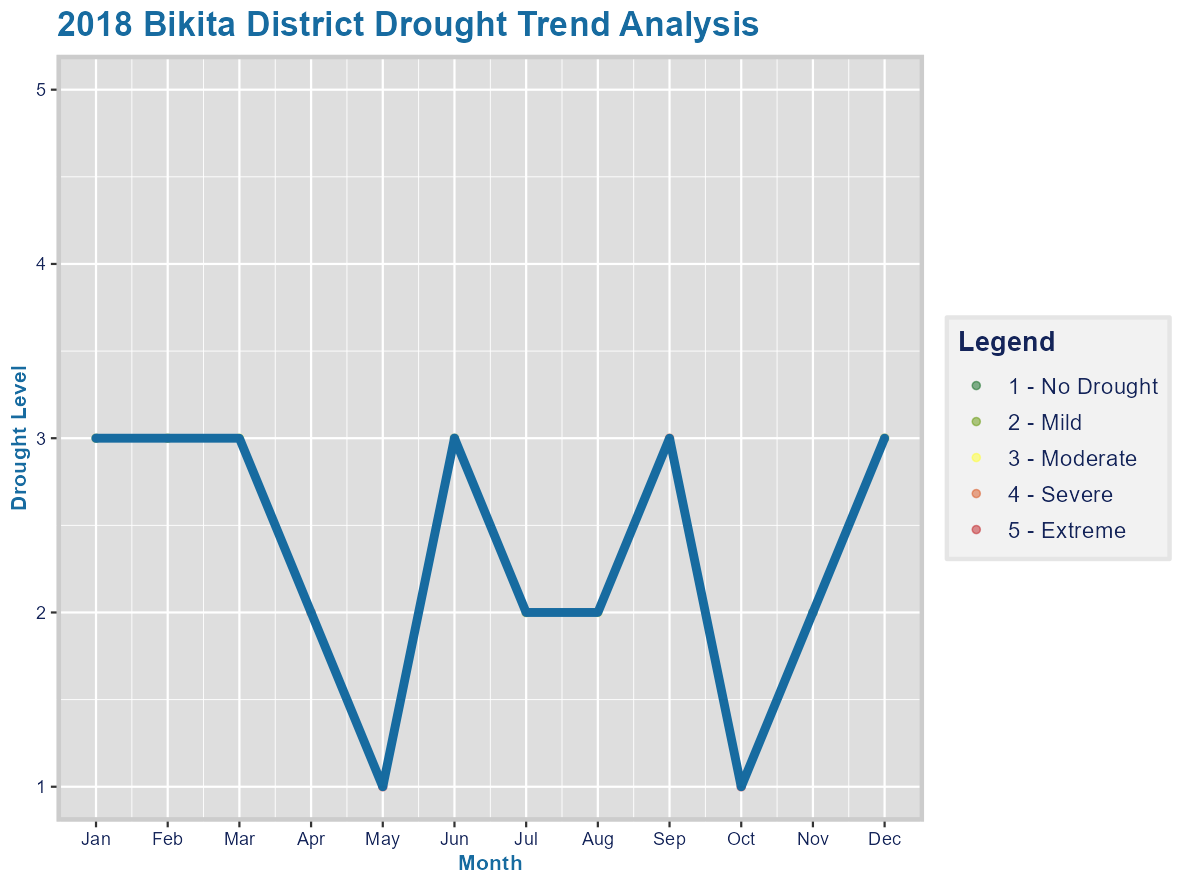 2018 Bikita District Drought Trend Analysis
5
4
3
2
1
Drought Level
Jan Feb Mar Apr May Jun Jul Aug Sep Oct Nov Dec
Month
Legend
1 - No Drought
2 - Mild
3 - Moderate
4 - Severe
5 - Extreme